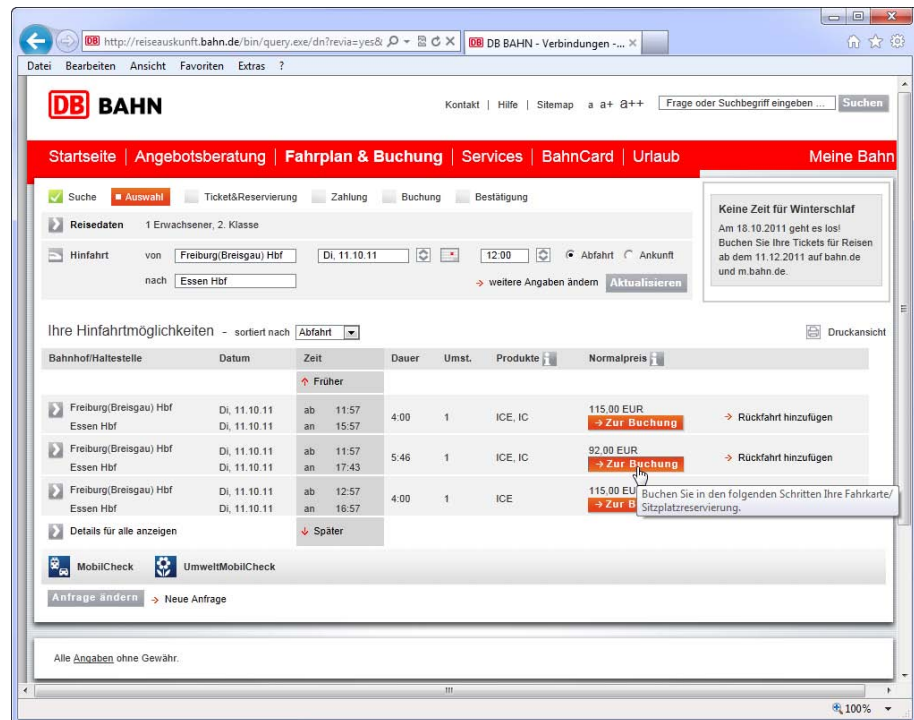 http://reiseauskunft.bahn.de/bin/query.exe/dn?revia=yes&
DB BAHN - Verbindungen -...
Datei Bearbeiten Ansicht Favoriten Extras ?
DB BAHN
Kontakt | Hilfe | Sitemap a a+ a++ Frage oder Suchbegriff eingeben ... Suchen
Startseite | Angebotsberatung | Fahrplan & Buchung | Services | BahnCard | Urlaub Meine Bahn
Suche Auswahl Ticket&Reservierung Zahlung Buchung Bestätigung
Reisedaten 1 Erwachsener, 2. Klasse
Hinfahrt von Freiburg(Breisgau) Hbf Di, 11.10.11 12:00 Abfahrt Ankunft
nach Essen Hbf weitere Angaben ändern Aktualisieren
Keine Zeit für Winterschlaf
Am 18.10.2011 geht es los!
Buchen Sie Ihre Tickets für Reisen
ab dem 11.12.2011 auf bahn.de
und m.bahn.de.
Ihre Hinfahrtmöglichkeiten - sortiert nach Abfahrt Druckansicht
Bahnhof/Haltestelle Datum Zeit Dauer Umst. Produkte Normalpreis
Früher
Freiburg(Breisgau) Hbf Di, 11.10.11 ab 11:57 4:00 1 ICE, IC 115,00 EUR Rückfahrt hinzufügen
Essen Hbf Di, 11.10.11 an 15:57 Zur Buchung
Freiburg(Breisgau) Hbf Di, 11.10.11 ab 11:57 5:46 1 ICE, IC 92,00 EUR Rückfahrt hinzufügen
Essen Hbf Di, 11.10.11 an 17:43 Zur Buchung
Freiburg(Breisgau) Hbf Di, 11.10.11 ab 12:57 4:00 1 ICE 115,00 EU
Essen Hbf Di, 11.10.11 an 16:57 Zur B
Buchen Sie in den folgenden Schritten Ihre Fahrkarte/
Sitzplatzreservierung.
Details für alle anzeigen Später
MobilCheck UmweltMobilCheck
Anfrage ändern Neue Anfrage
Alle Angaben ohne Gewähr.
100%